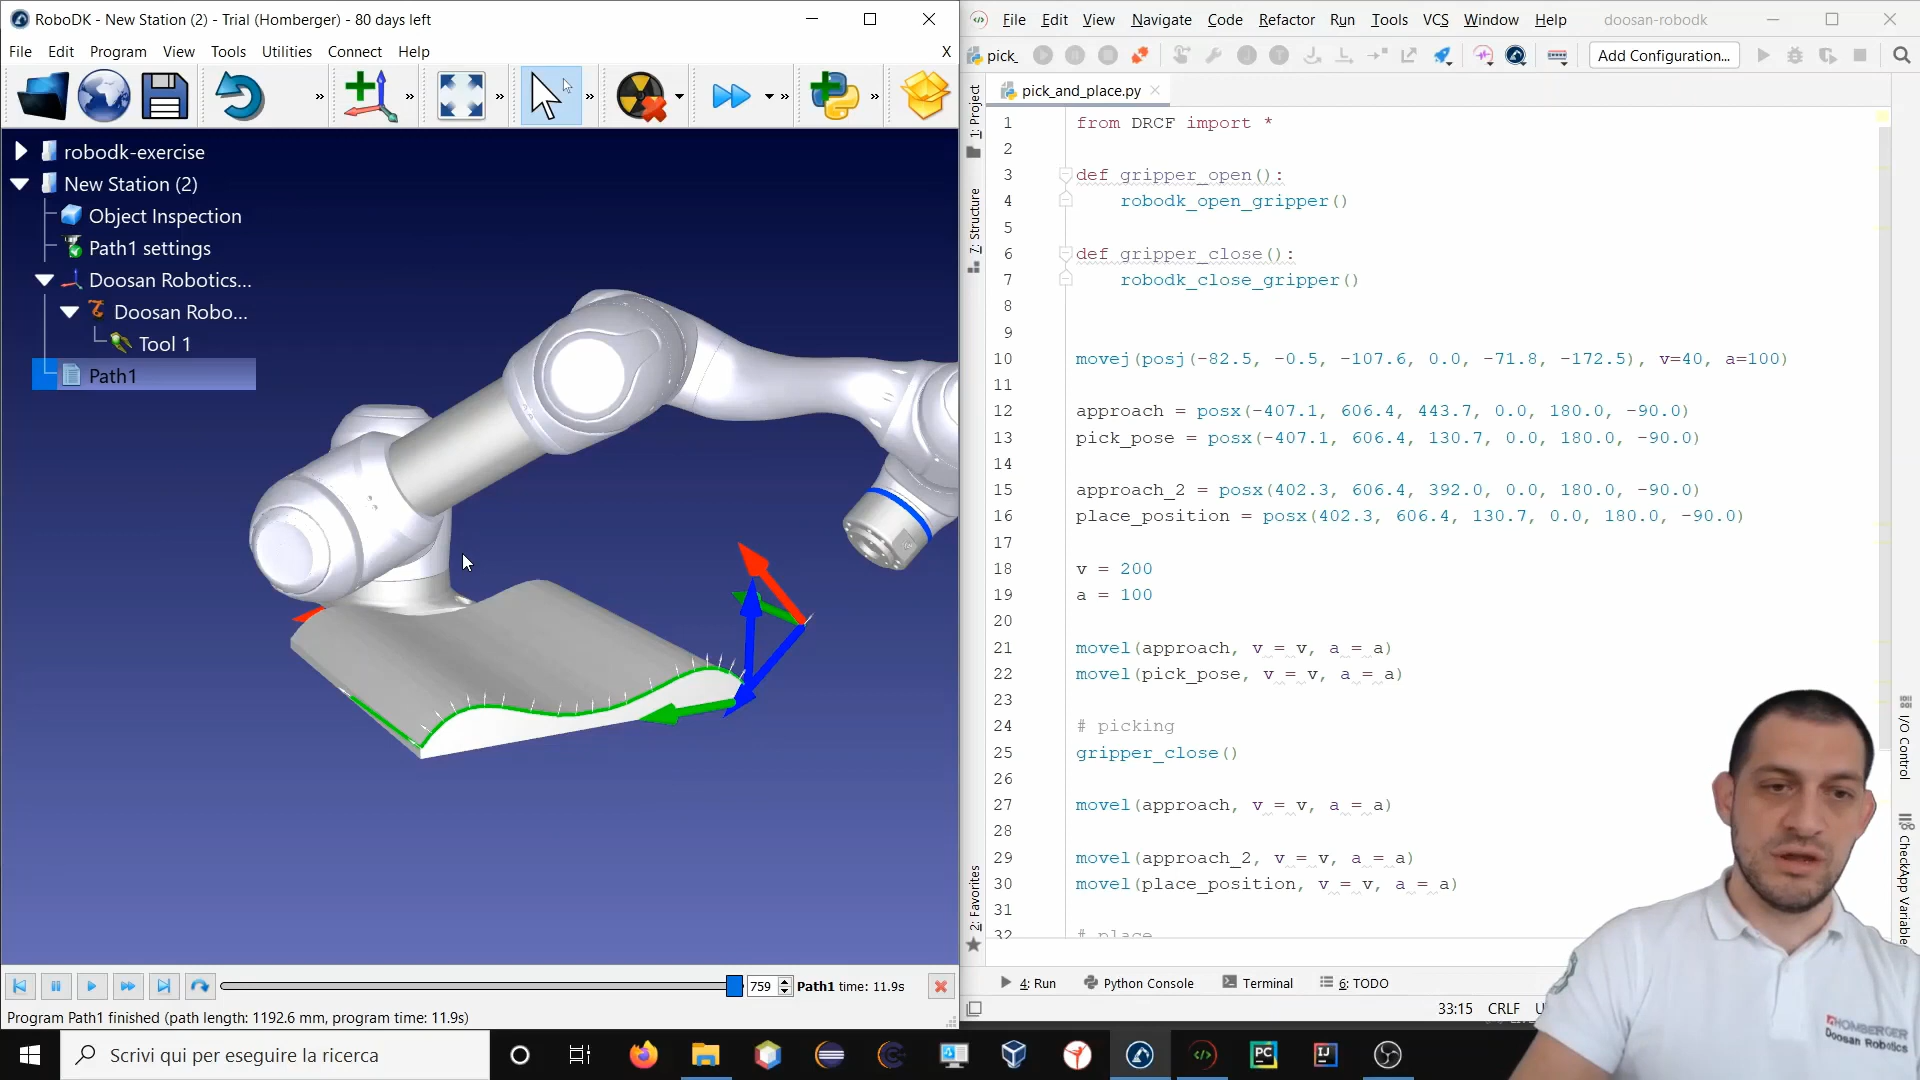 RoboDK - New Station (2) - Trial (Homberger) - 80 days left
File Edit Program View Tools Utilities Connect Help X
robodk-exercise
New Station (2)
Object Inspection
Path1 settings
Doosan Robotics...
Doosan Robo...
Tool 1
Path1
759 Path1 time: 11.9s
Program Path1 finished (path length: 1192.6 mm, program time: 11.9s)
File Edit View Navigate Code Refactor Run Tools VCS Window Help doosan-robodk
pick_ Add Configuration...
pick_and_place.py
1: Project
7: Structure
2: Favorites
1 from DRCF import *
2
3 def gripper_open():
4 robodk_open_gripper()
5
6 def gripper_close():
7 robodk_close_gripper()
8
9
10 movej(posj(-82.5, -0.5, -107.6, 0.0, -71.8, -172.5), v=40, a=100)
11
12 approach = posx(-407.1, 606.4, 443.7, 0.0, 180.0, -90.0)
13 pick_pose = posx(-407.1, 606.4, 130.7, 0.0, 180.0, -90.0)
14
15 approach_2 = posx(402.3, 606.4, 392.0, 0.0, 180.0, -90.0)
16 place_position = posx(402.3, 606.4, 130.7, 0.0, 180.0, -90.0)
17
18 v = 200
19 a = 100
20
21 movel(approach, v = v, a = a)
22 movel(pick_pose, v = v, a = a)
23
24 # picking
25 gripper_close()
26
27 movel(approach, v = v, a = a)
28
29 movel(approach_2, v = v, a = a)
30 movel(place_position, v = v, a = a)
31
32 # place
I/O Control
CheckApp Variable
4: Run Python Console Terminal 6: TODO
33:15 CRLF U
HOMBERGER
Doosan Robotics
Scrivi qui per eseguire la ricerca
PC
IJ